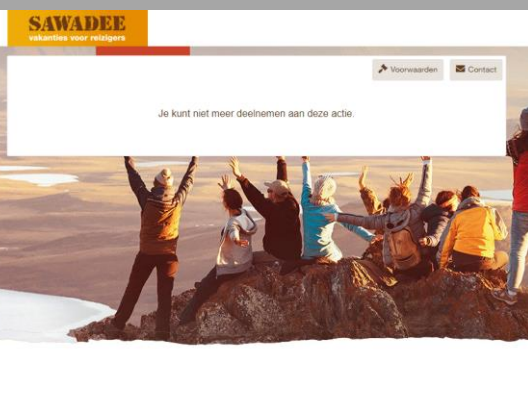 SAWADEE
vakanties voor reizigers
Voorwaarden
Contact
Je kunt niet meer deelnemen aan deze actie.